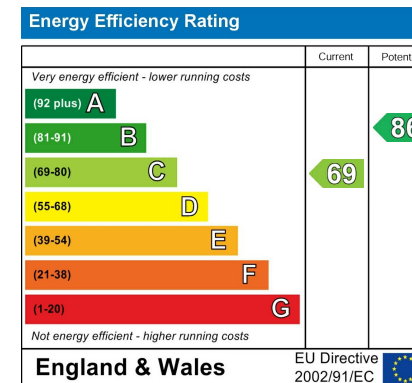 Energy Efficiency Rating
Current Potent
Very energy efficient - lower running costs
(92 plus) A
(81-91) B
86
(69-80) C
69
(55-68) D
(39-54) E
(21-38) F
(1-20) G
Not energy efficient - higher running costs
England & Wales
EU Directive
2002/91/EC